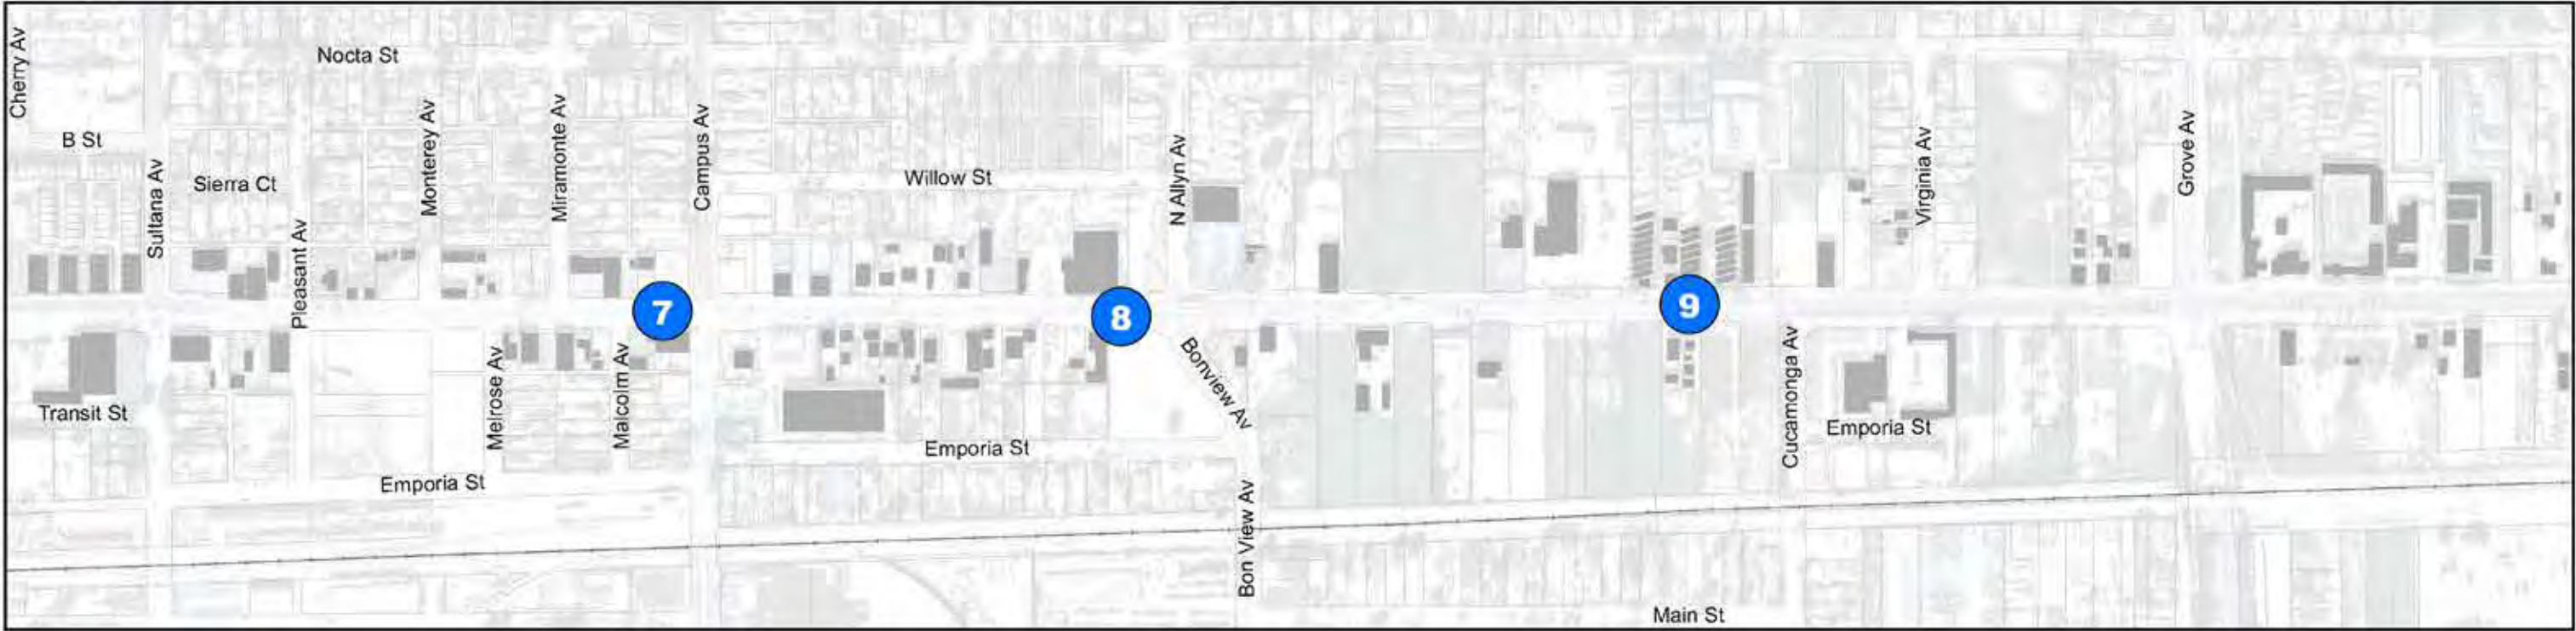 Cherry Av
Nocta St
B St
Sultana Av
Sierra Ct
Pleasant Av
Monterey Av
Miramonte Av
Campus Av
Willow St
N Allyn Av
Virginia Av
Grove Av
7
8
9
Transit St
Melrose Av
Malcolm Av
Bonview Av
Cucamonga Av
Emporia St
Emporia St
Emporia St
Bon View Av
Main St